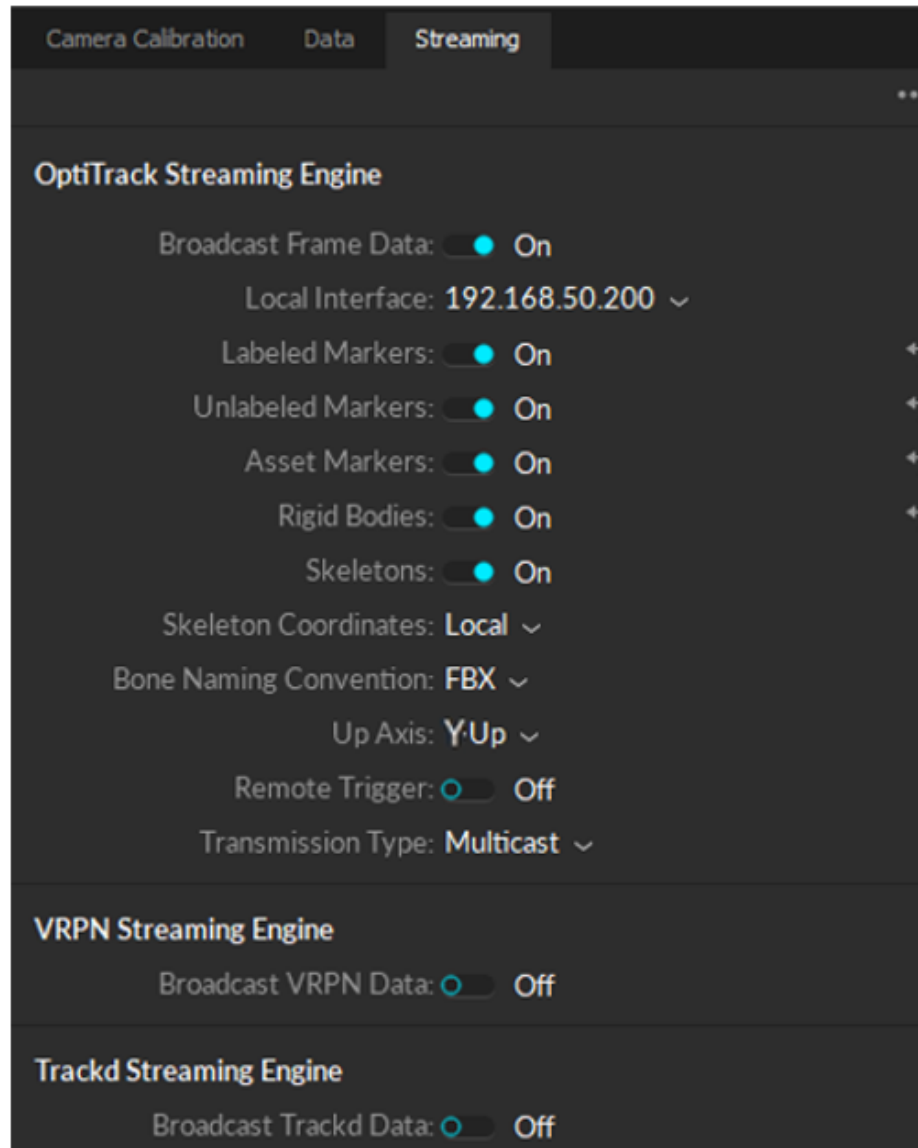 Camera Calibration Data Streaming
OptiTrack Streaming Engine
Broadcast Frame Data: On
Local Interface: 192.168.50.200
Labeled Markers: On
Unlabeled Markers: On
Asset Markers: On
Rigid Bodies: On
Skeletons: On
Skeleton Coordinates: Local
Bone Naming Convention: FBX
Up Axis: Y-Up
Remote Trigger: Off
Transmission Type: Multicast
VRPN Streaming Engine
Broadcast VRPN Data: Off
Trackd Streaming Engine
Broadcast Trackd Data: Off